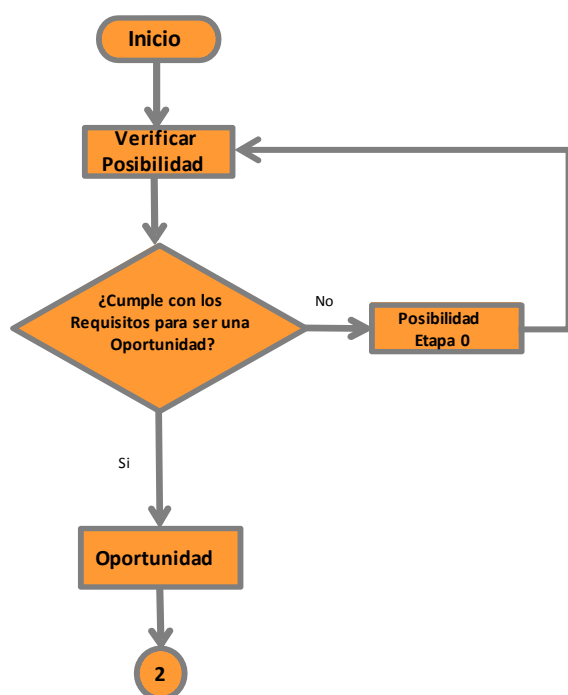 Inicio
Verificar
Posibilidad
¿Cumple con los
Requisitos para ser una
Oportunidad?
No
Posibilidad
Etapa 0
Si
Oportunidad
2